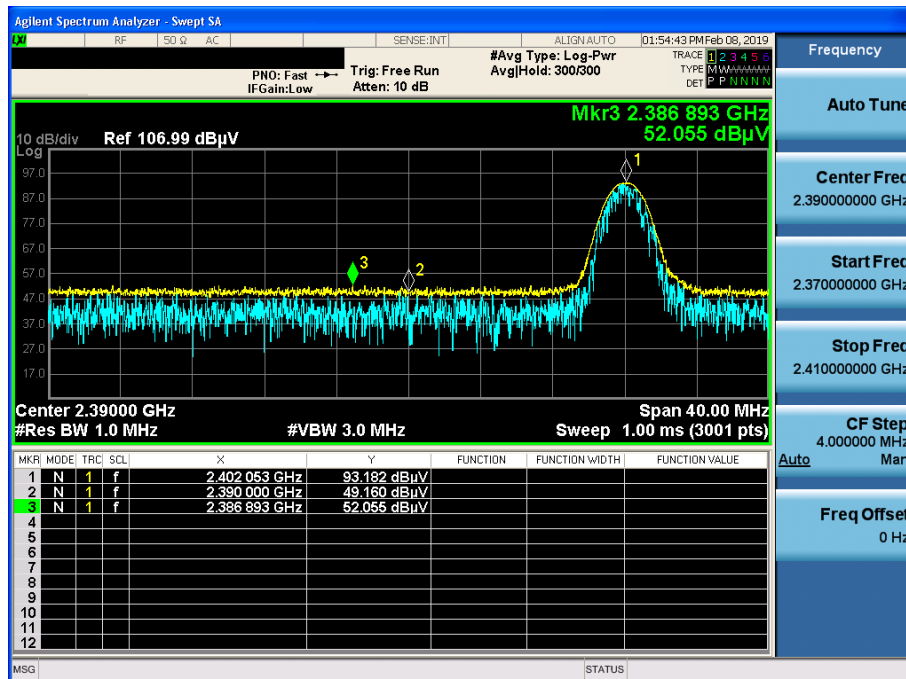 Agilent Spectrum Analyzer - Swept SA
LXI RF 50 Ω AC SENSE:INT ALIGN AUTO 01:54:43 PM Feb 08, 2019
Frequency
#Avg Type: Log-Pwr TRACE 1 2 3 4 5 6
PNO: Fast Trig: Free Run Avg|Hold: 300/300 TYPE M W W W W W
IFGain:Low Atten: 10 dB DET P P N N N N
Auto Tune
Mkr3 2.386 893 GHz
10 dB/div Ref 106.99 dBµV 52.055 dBµV
Log
97.0
87.0
77.0
67.0
57.0
47.0
37.0
27.0
17.0
1
2
3
Center Freq
2.390000000 GHz
Start Freq
2.370000000 GHz
Stop Freq
2.410000000 GHz
Center 2.39000 GHz Span 40.00 MHz
#Res BW 1.0 MHz #VBW 3.0 MHz Sweep 1.00 ms (3001 pts)
CF Step
4.000000 MHz
Auto Man
MKR MODE TRC SCL X Y FUNCTION FUNCTION WIDTH FUNCTION VALUE
1 N 1 f 2.402 053 GHz 93.182 dBµV
2 N 1 f 2.390 000 GHz 49.160 dBµV
3 N 1 f 2.386 893 GHz 52.055 dBµV
4
5
6
7
8
9
10
11
12
Freq Offset
0 Hz
MSG STATUS